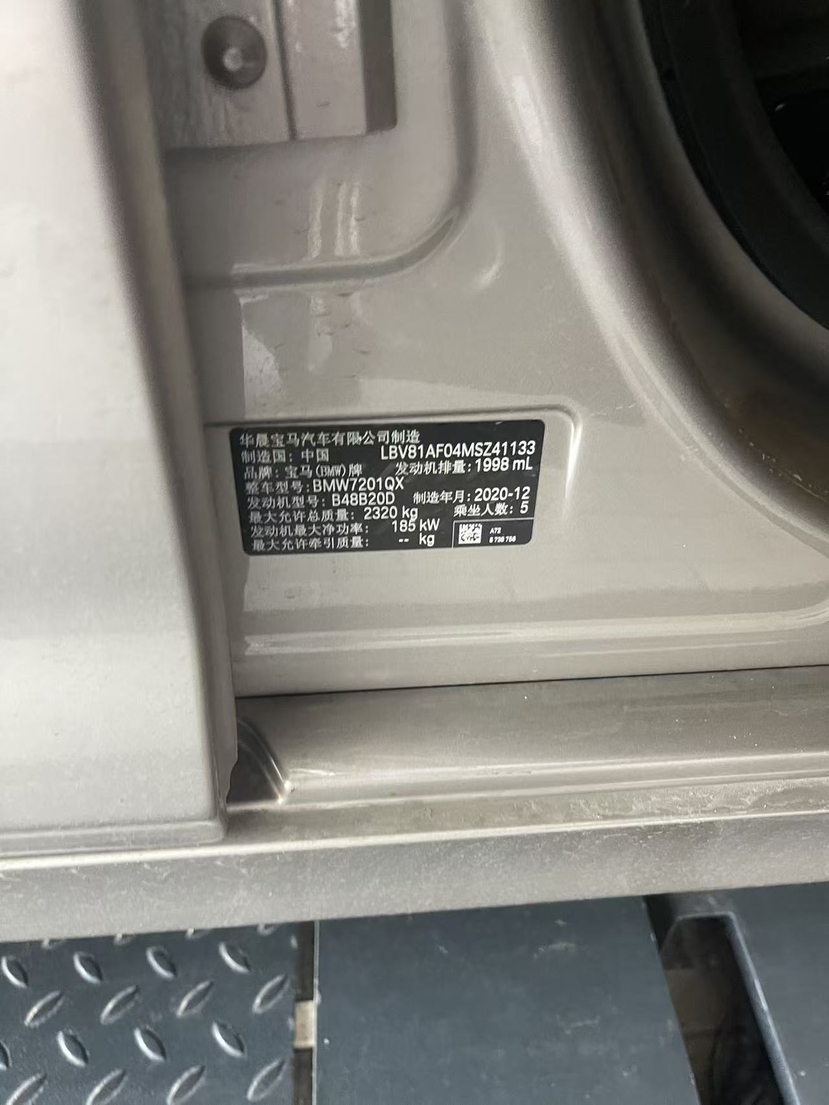 华晨宝马汽车有限公司制造
制造国: 中国 LBV81AF04MSZ41133
品牌: 宝马(BMW)牌 发动机排量: 1998 mL
整车型号: BMW7201QX
发动机型号: B48B20D 制造年月: 2020-12
最大允许总质量: 2320 kg 乘坐人数: 5
发动机最大净功率: 185 kW
最大允许牵引质量: -- kg
A72